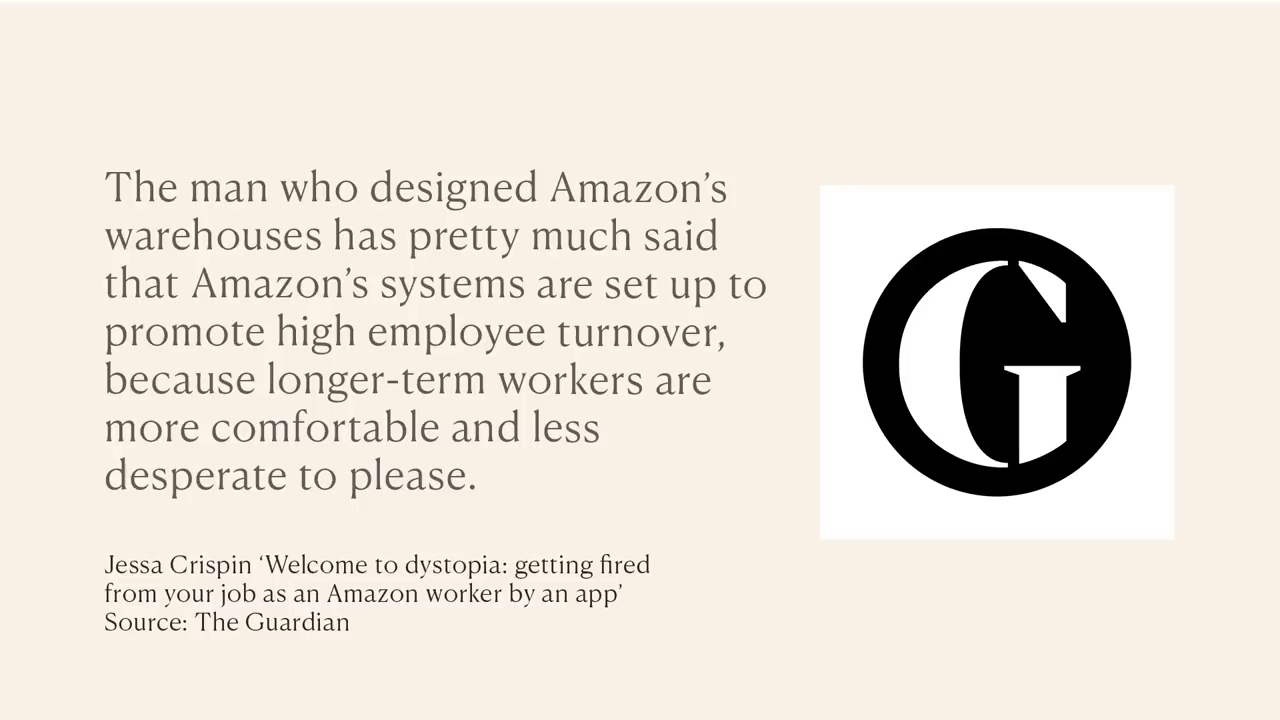 The man who designed Amazon’s
warehouses has pretty much said
that Amazon’s systems are set up to
promote high employee turnover,
because longer-term workers are
more comfortable and less
desperate to please.
Jessa Crispin ‘Welcome to dystopia: getting fired
from your job as an Amazon worker by an app’
Source: The Guardian
G